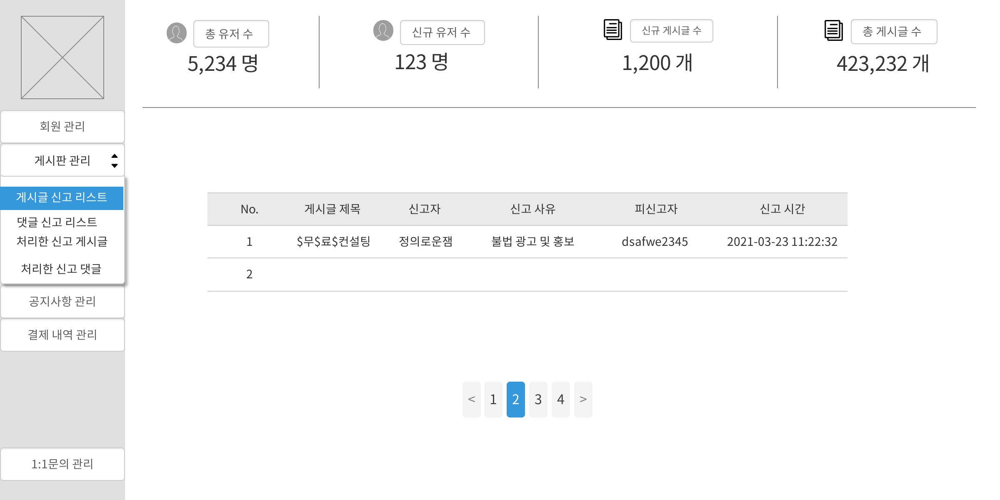 총 유저 수
5,234 명
신규 유저 수
123 명
신규 게시글 수
1,200 개
총 게시글 수
423,232 개
회원 관리
게시판 관리
게시글 신고 리스트
댓글 신고 리스트
처리한 신고 게시글
처리한 신고 댓글
공지사항 관리
결제 내역 관리
1:1문의 관리
No. 게시글 제목 신고자 신고 사유 피신고자 신고 시간
1 $무$료$컨설팅 정의로운잼 불법 광고 및 홍보 dsafwe2345 2021-03-23 11:22:32
2
< 1 2 3 4 >